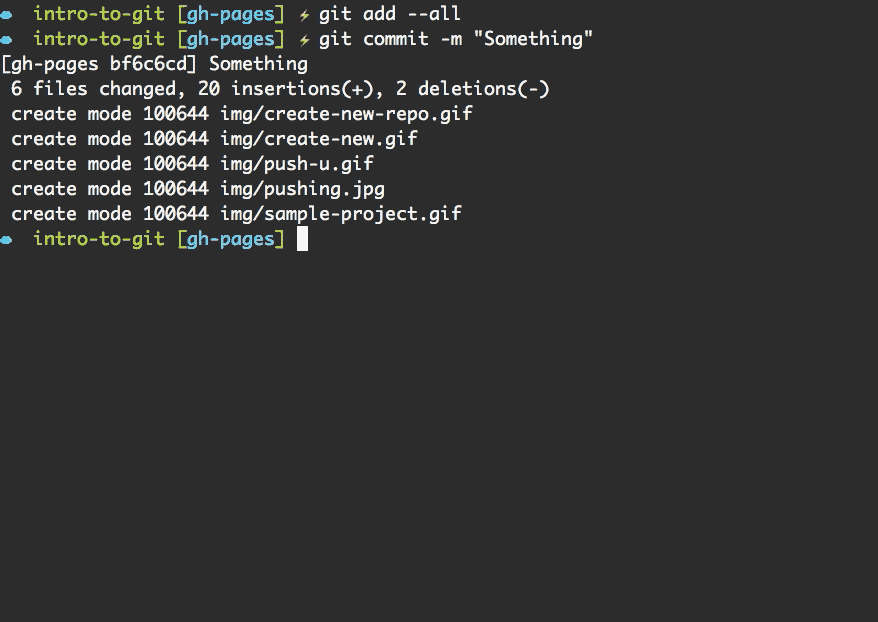 intro-to-git [gh-pages] ⚡ git add --all
intro-to-git [gh-pages] ⚡ git commit -m "Something"
[gh-pages bf6c6cd] Something
6 files changed, 20 insertions(+), 2 deletions(-)
create mode 100644 img/create-new-repo.gif
create mode 100644 img/create-new.gif
create mode 100644 img/push-u.gif
create mode 100644 img/pushing.jpg
create mode 100644 img/sample-project.gif
intro-to-git [gh-pages]